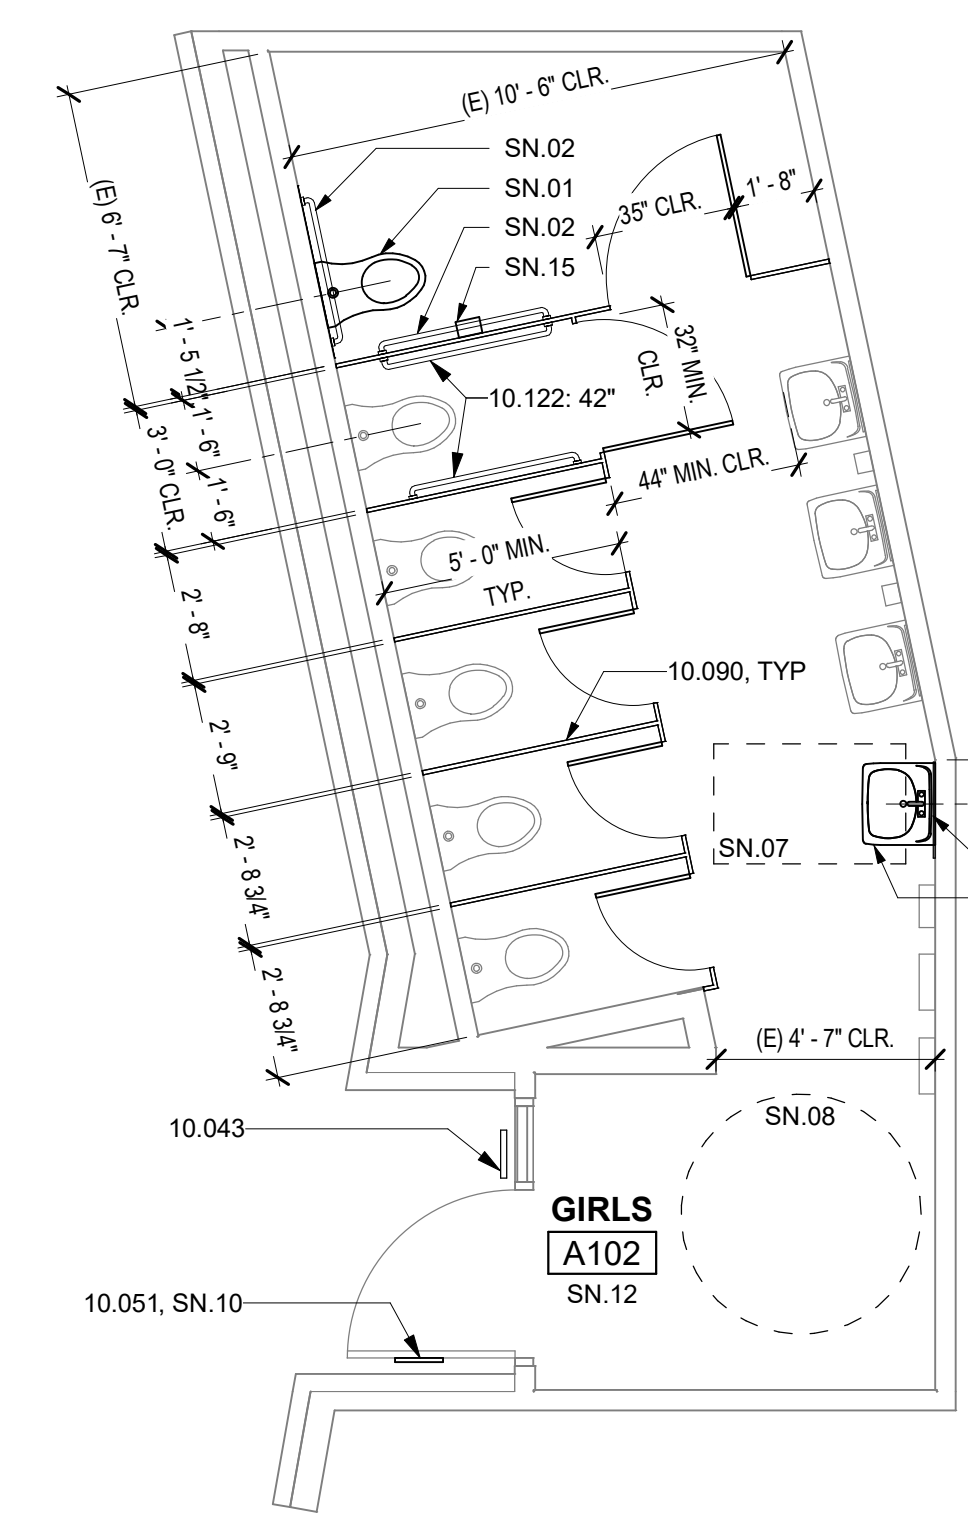 (E) 10' - 6" CLR.
SN.02
SN.01
SN.02
SN.15
35" CLR.
1' - 8"
(E) 6' - 7" CLR.
1' - 5 1/2"
1' - 6"
1' - 6"
3' - 0" CLR.
32" MIN.
CLR.
10.122: 42"
44" MIN. CLR.
5' - 0" MIN.
TYP.
2' - 8"
10.090, TYP
2' - 9"
SN.07
2' - 8 3/4"
2' - 8 3/4"
(E) 4' - 7" CLR.
SN.08
10.043
GIRLS
A102
SN.12
10.051, SN.10